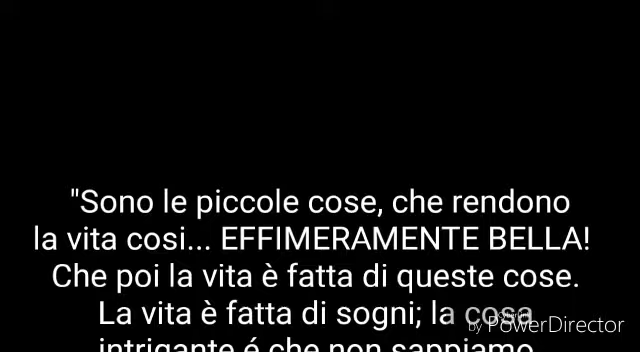 "Sono le piccole cose, che rendono
la vita cosi... EFFIMERAMENTE BELLA!
Che poi la vita è fatta di queste cose.
La vita è fatta di sogni; la cosa
intrigante é che non sappiamo
by PowerDirector